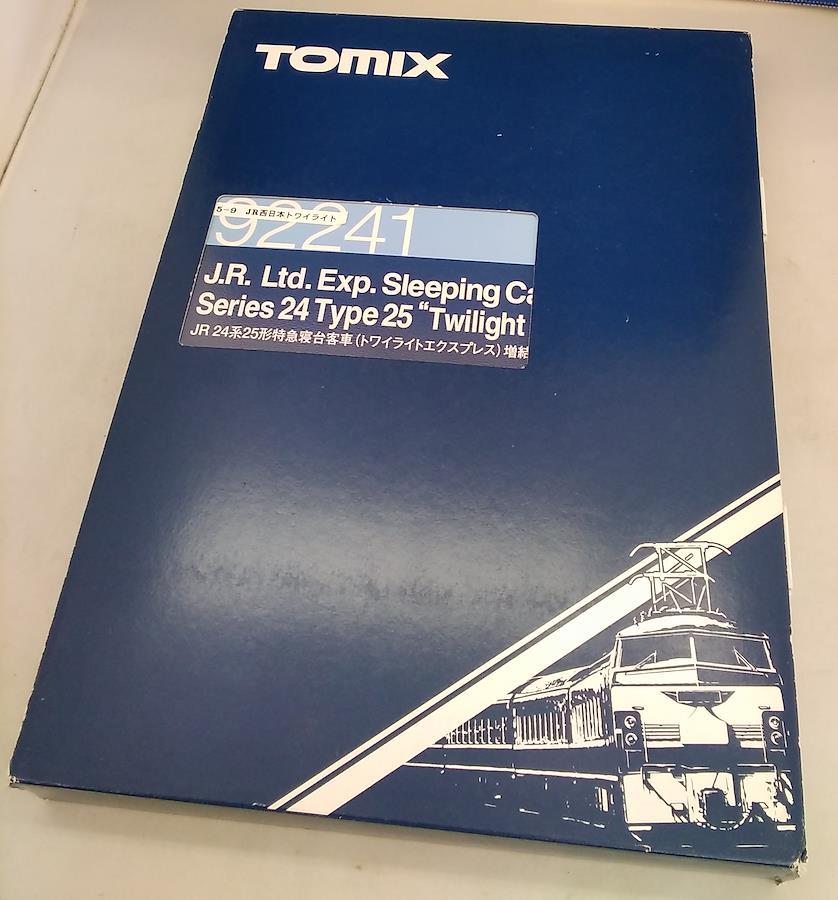 TOMIX
5-9 JR西日本トワイライト
92241
J.R. Ltd. Exp. Sleeping Ca
Series 24 Type 25 “Twilight
JR 24系25形特急寝台客車(トワイライトエクスプレス)増結